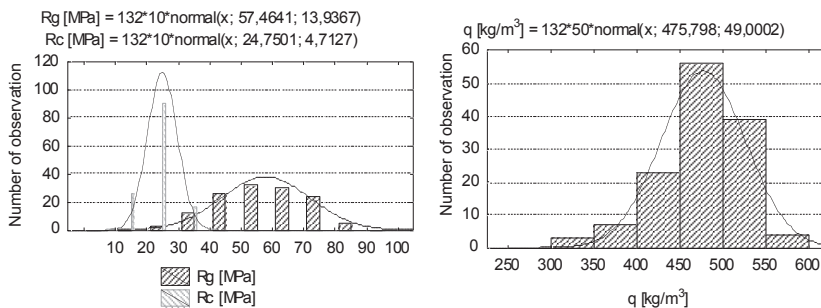 Rg [MPa] = 132*10*normal(x; 57,4641; 13,9367)
Rc [MPa] = 132*10*normal(x; 24,7501; 4,7127)
Number of observation
120
100
80
60
40
20
0
10 20 30 40 50 60 70 80 90 100
Rg [MPa]
Rc [MPa]
q [kg/m³] = 132*50*normal(x; 475,798; 49,0002)
Number of observation
60
50
40
30
20
10
0
250 350 400 450 500 550 600
q [kg/m³]